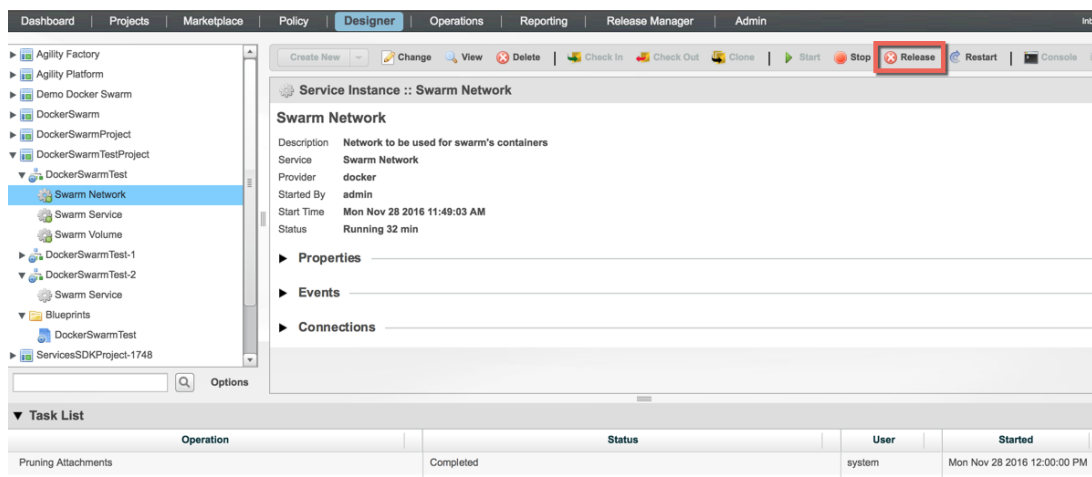 Dashboard | Projects | Marketplace | Policy | Designer | Operations | Reporting | Release Manager | Admin
Agility Factory
Agility Platform
Demo Docker Swarm
DockerSwarm
DockerSwarmProject
DockerSwarmTestProject
DockerSwarmTest
Swarm Network
Swarm Service
Swarm Volume
DockerSwarmTest-1
DockerSwarmTest-2
Swarm Service
Blueprints
DockerSwarmTest
ServicesSDKProject-1748
Options
Create New Change View Delete | Check In Check Out Clone | Start Stop Release Restart | Console
Service Instance :: Swarm Network
Swarm Network
Description Network to be used for swarm's containers
Service Swarm Network
Provider docker
Started By admin
Start Time Mon Nov 28 2016 11:49:03 AM
Status Running 32 min
Properties
Events
Connections
Task List
Operation Status User Started
Pruning Attachments Completed system Mon Nov 28 2016 12:00:00 PM